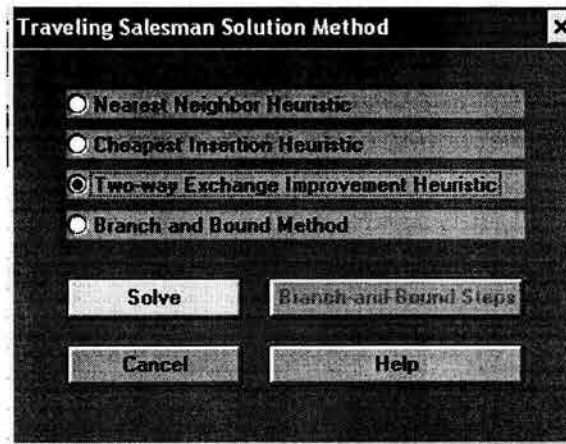 Traveling Salesman Solution Method
Nearest Neighbor Heuristic
Cheapest Insertion Heuristic
Two-way Exchange Improvement Heuristic
Branch and Bound Method
Solve
Branch and Bound Steps
Cancel
Help